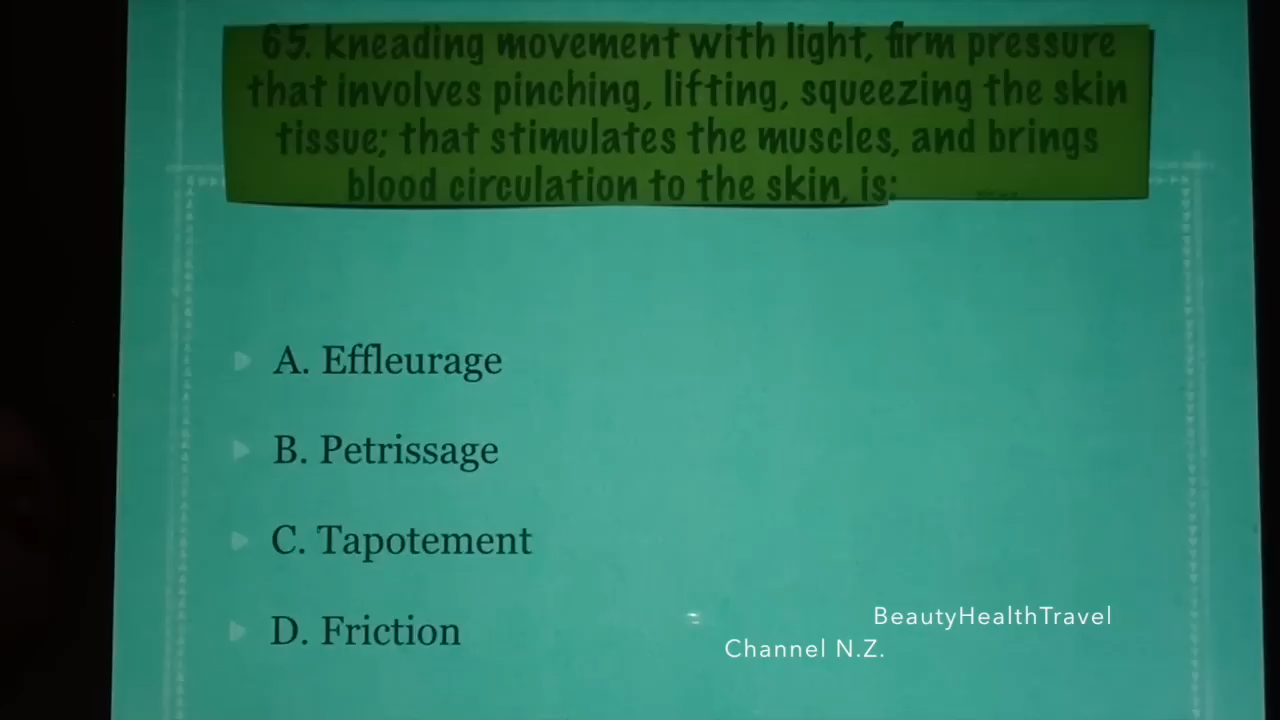 65. kneading movement with light, firm pressure
that involves pinching, lifting, squeezing the skin
tissue; that stimulates the muscles, and brings
blood circulation to the skin, is:
A. Effleurage
B. Petrissage
C. Tapotement
D. Friction
BeautyHealthTravel
Channel N.Z.